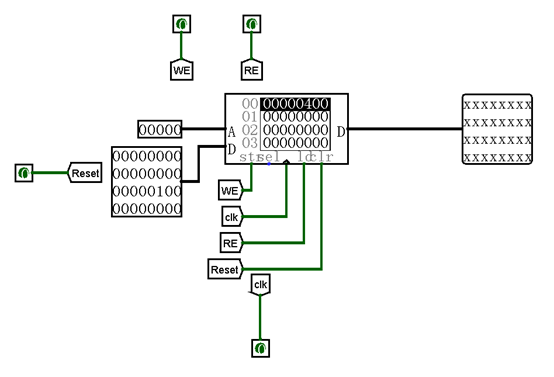 0
0
WE
RE
00 00000400
01 00000000
02 00000000
03 00000000
00000
A
D
D
str sel ld clr
xxxxxxxx
xxxxxxxx
xxxxxxxx
xxxxxxxx
00000000
00000000
00000100
00000000
0
Reset
WE
clk
RE
Reset
clk
0